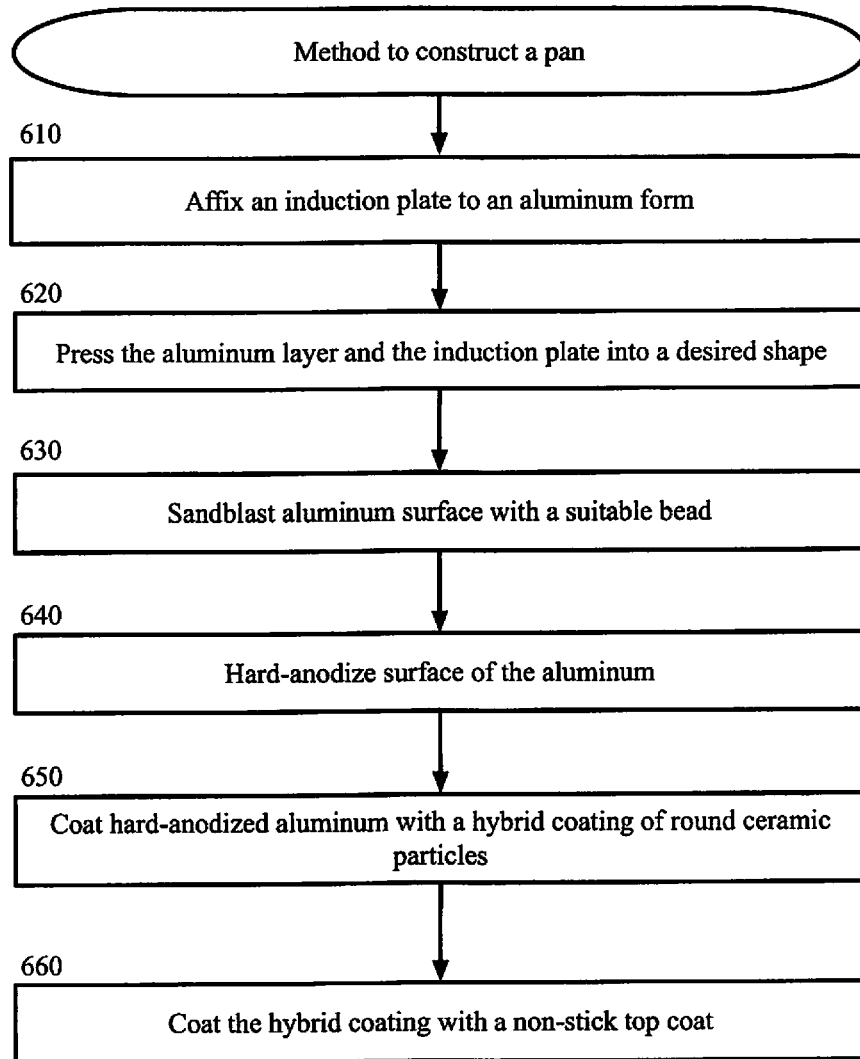 Method to construct a pan
610
Affix an induction plate to an aluminum form
620
Press the aluminum layer and the induction plate into a desired shape
630
Sandblast aluminum surface with a suitable bead
640
Hard-anodize surface of the aluminum
650
Coat hard-anodized aluminum with a hybrid coating of round ceramic
particles
660
Coat the hybrid coating with a non-stick top coat